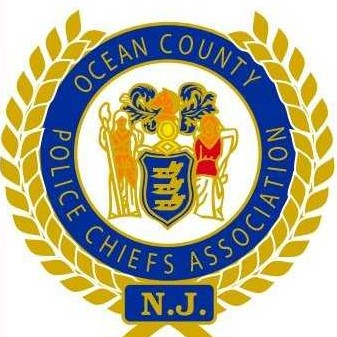 OCEAN COUNTY
POLICE CHIEFS ASSOCIATION
N.J.